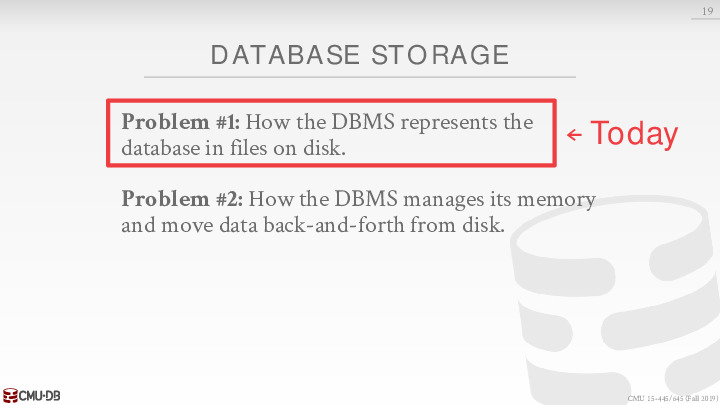 19
DATABASE STORAGE
Problem #1: How the DBMS represents the
database in files on disk.
← Today
Problem #2: How the DBMS manages its memory
and move data back-and-forth from disk.
CMU·DB
CMU 15-445/645 (Fall 2019)